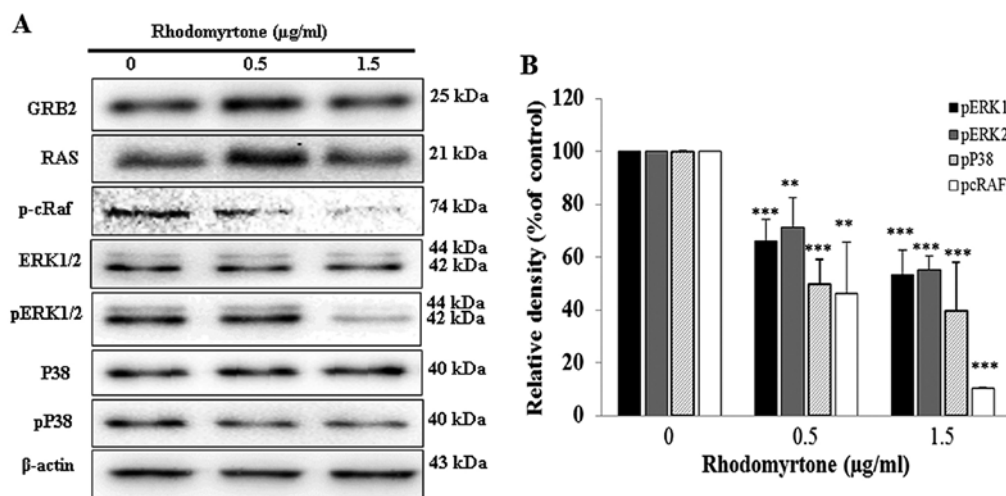 A
Rhodomyrtone (µg/ml)
0 0.5 1.5
GRB2 25 kDa
RAS 21 kDa
p-cRaf 74 kDa
ERK1/2 44 kDa
42 kDa
pERK1/2 44 kDa
42 kDa
P38 40 kDa
pP38 40 kDa
β-actin 43 kDa
B
Relative density (%of control)
120
100
80
60
40
20
0
pERK1
pERK2
pP38
pcRAF
*** ** *** **
*** *** *** ***
0 0.5 1.5
Rhodomyrtone (µg/ml)